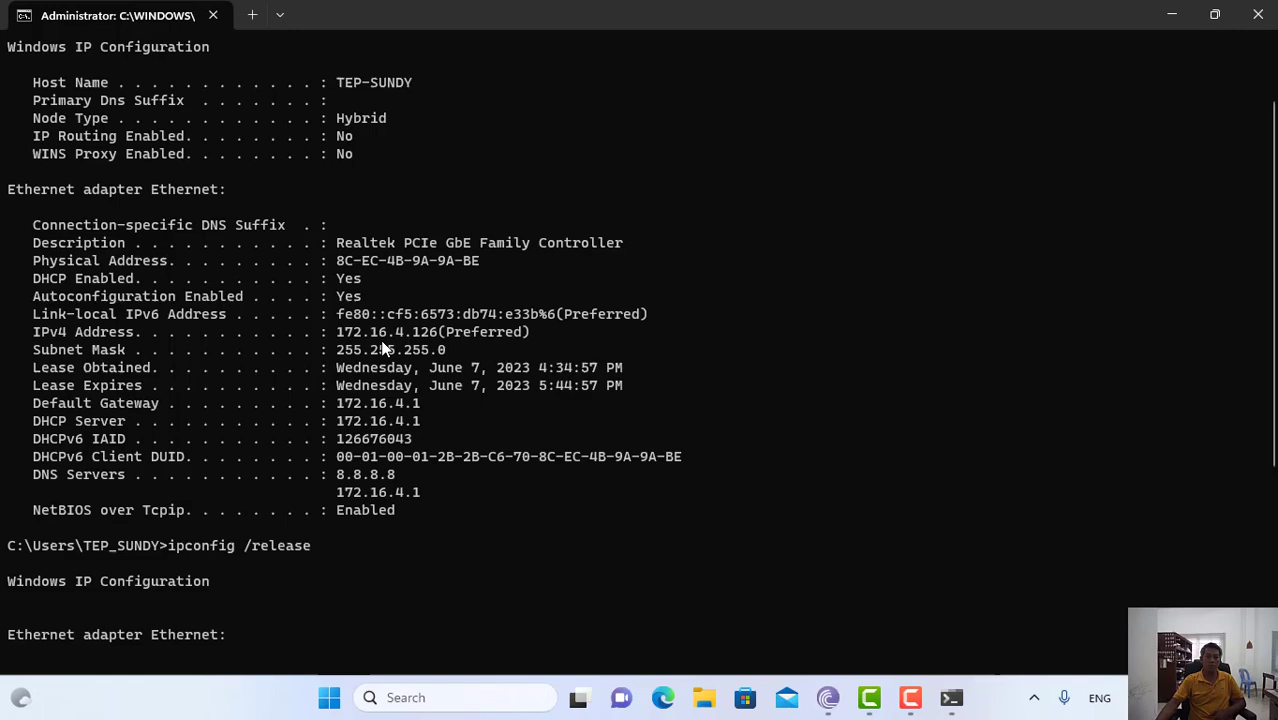 Administrator: C:\WINDOWS\
Windows IP Configuration
Host Name . . . . . . . . . . . . : TEP-SUNDY
Primary Dns Suffix  . . . . . . . :
Node Type . . . . . . . . . . . . : Hybrid
IP Routing Enabled. . . . . . . . : No
WINS Proxy Enabled. . . . . . . . : No
Ethernet adapter Ethernet:
Connection-specific DNS Suffix  . :
Description . . . . . . . . . . . : Realtek PCIe GbE Family Controller
Physical Address. . . . . . . . . : 8C-EC-4B-9A-9A-BE
DHCP Enabled. . . . . . . . . . . : Yes
Autoconfiguration Enabled . . . . : Yes
Link-local IPv6 Address . . . . . : fe80::cf5:6573:db74:e33b%6(Preferred)
IPv4 Address. . . . . . . . . . . : 172.16.4.126(Preferred)
Subnet Mask . . . . . . . . . . . : 255.255.255.0
Lease Obtained. . . . . . . . . . : Wednesday, June 7, 2023 4:34:57 PM
Lease Expires . . . . . . . . . . : Wednesday, June 7, 2023 5:44:57 PM
Default Gateway . . . . . . . . . : 172.16.4.1
DHCP Server . . . . . . . . . . . : 172.16.4.1
DHCPv6 IAID . . . . . . . . . . . : 126676043
DHCPv6 Client DUID. . . . . . . . : 00-01-00-01-2B-2B-C6-70-8C-EC-4B-9A-9A-BE
DNS Servers . . . . . . . . . . . : 8.8.8.8
172.16.4.1
NetBIOS over Tcpip. . . . . . . . : Enabled
C:\Users\TEP_SUNDY>ipconfig /release
Windows IP Configuration
Ethernet adapter Ethernet:
Search
ENG